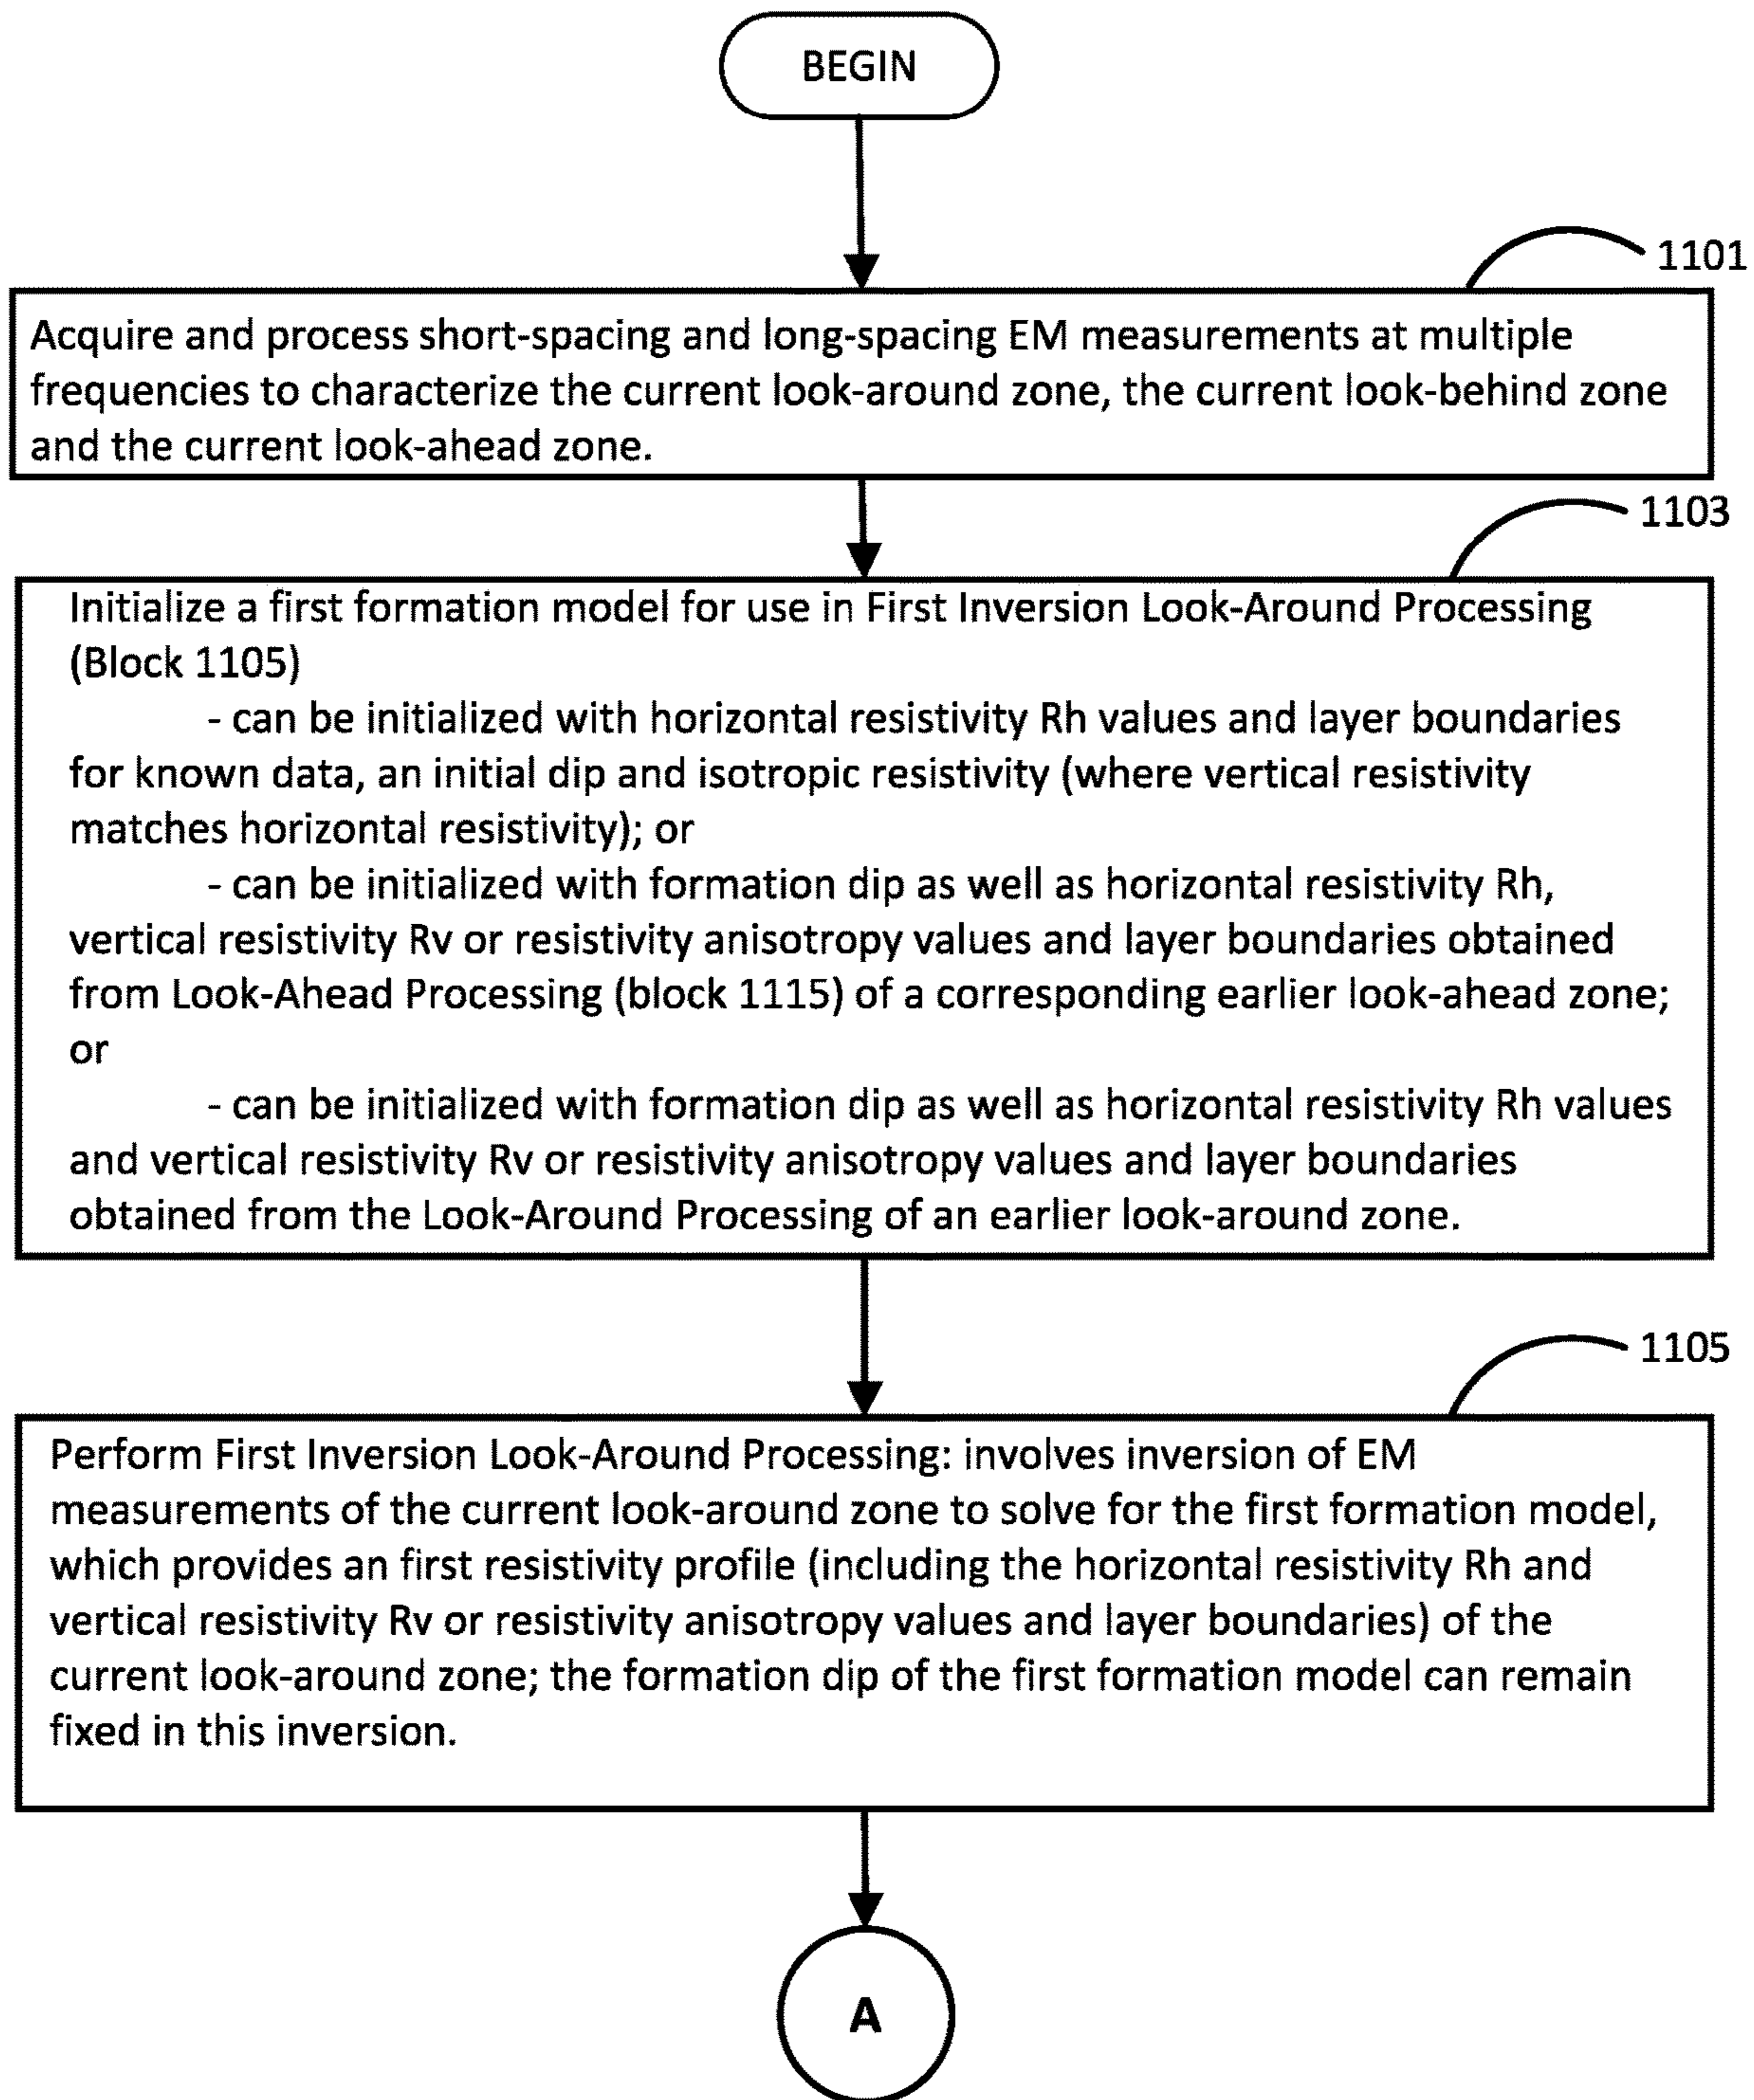 BEGIN
1101
Acquire and process short-spacing and long-spacing EM measurements at multiple
frequencies to characterize the current look-around zone, the current look-behind zone
and the current look-ahead zone.
1103
Initialize a first formation model for use in First Inversion Look-Around Processing
(Block 1105)
- can be initialized with horizontal resistivity Rh values and layer boundaries
for known data, an initial dip and isotropic resistivity (where vertical resistivity
matches horizontal resistivity); or
- can be initialized with formation dip as well as horizontal resistivity Rh,
vertical resistivity Rv or resistivity anisotropy values and layer boundaries obtained
from Look-Ahead Processing (block 1115) of a corresponding earlier look-ahead zone;
or
- can be initialized with formation dip as well as horizontal resistivity Rh values
and vertical resistivity Rv or resistivity anisotropy values and layer boundaries
obtained from the Look-Around Processing of an earlier look-around zone.
1105
Perform First Inversion Look-Around Processing: involves inversion of EM
measurements of the current look-around zone to solve for the first formation model,
which provides an first resistivity profile (including the horizontal resistivity Rh and
vertical resistivity Rv or resistivity anisotropy values and layer boundaries) of the
current look-around zone; the formation dip of the first formation model can remain
fixed in this inversion.
A